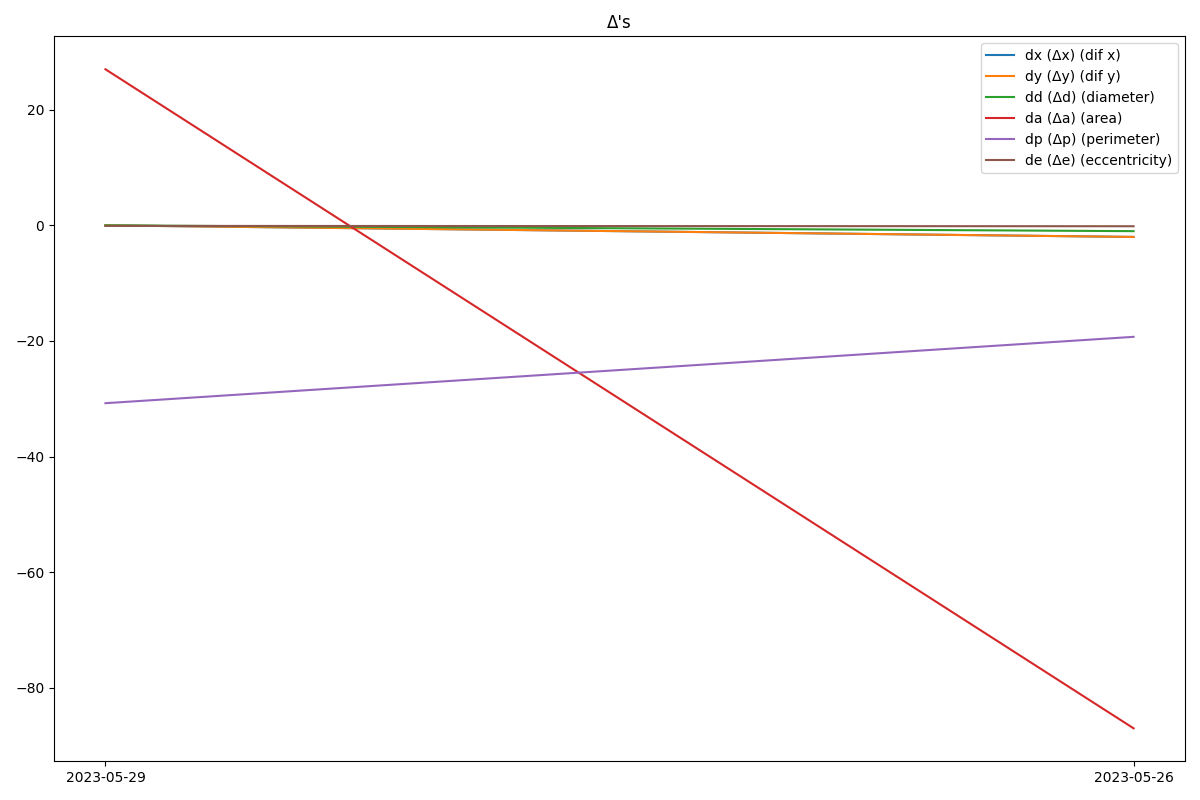 Δ's
dx (Δx) (dif x)
dy (Δy) (dif y)
dd (Δd) (diameter)
da (Δa) (area)
dp (Δp) (perimeter)
de (Δe) (eccentricity)
20
0
−20
−40
−60
−80
2023-05-29 2023-05-26